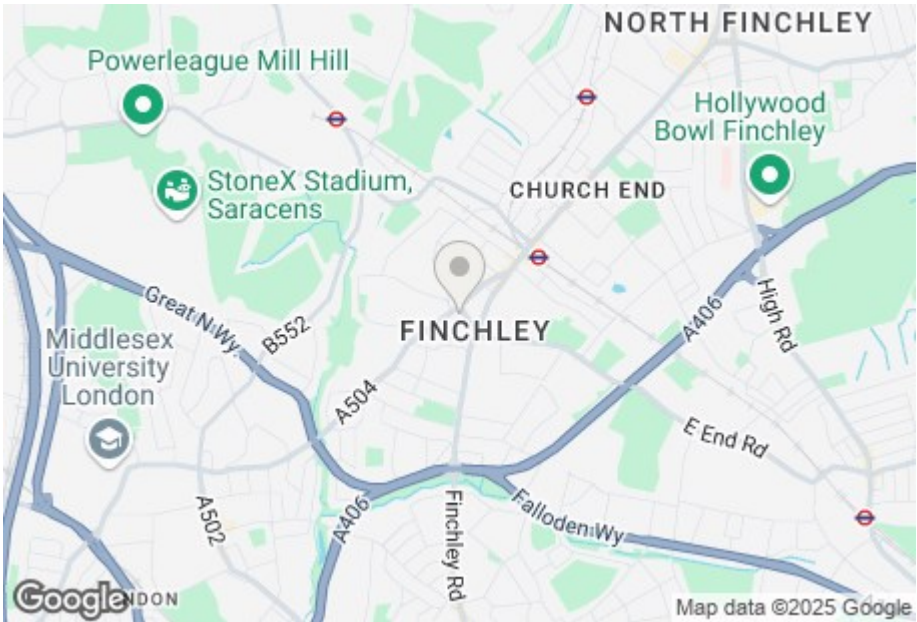 NORTH FINCHLEY
Powerleague Mill Hill
Hollywood
Bowl Finchley
StoneX Stadium,
Saracens
CHURCH END
Great N Wy
B552
A406
High Rd
FINCHLEY
Middlesex
University
London
A504
E End Rd
A502
A406
Finchley Rd
Falloden Wy
Google
NDON
Map data ©2025 Google